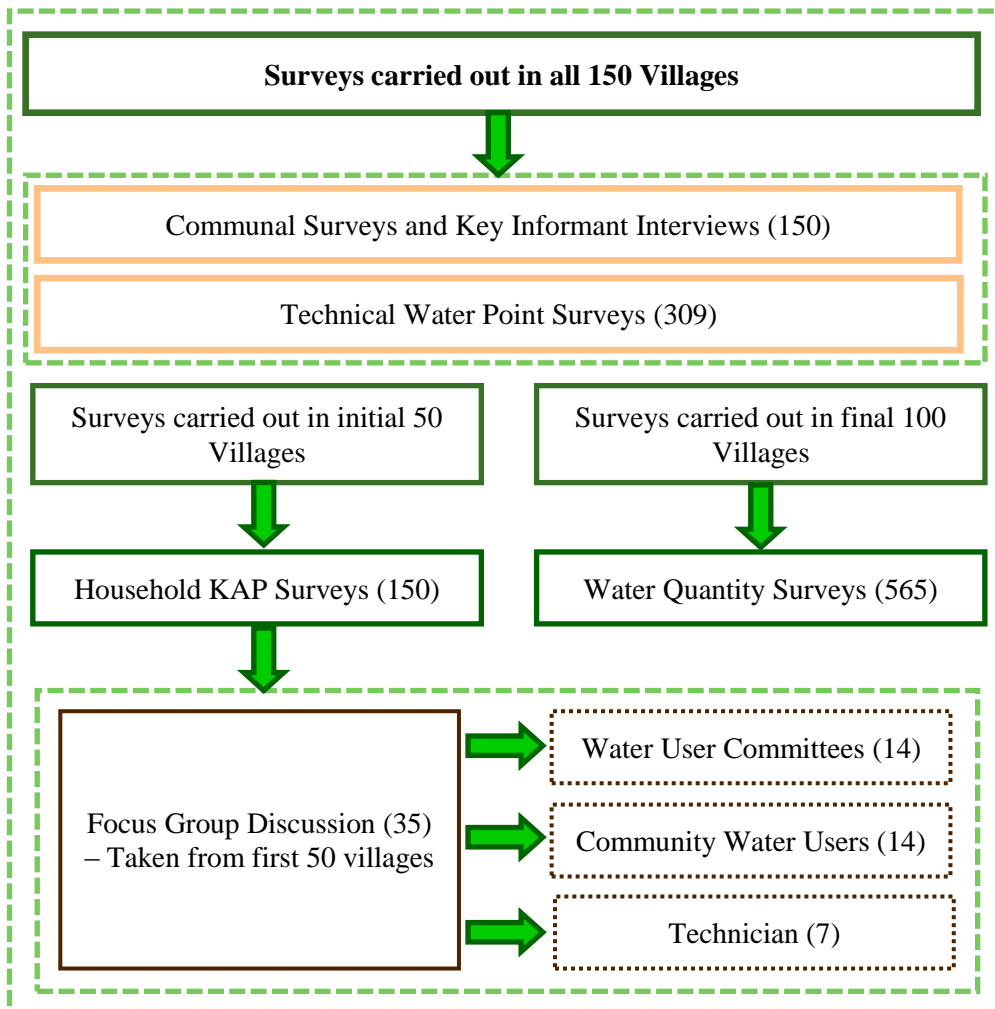 Surveys carried out in all 150 Villages
Communal Surveys and Key Informant Interviews (150)
Technical Water Point Surveys (309)
Surveys carried out in initial 50
Villages
Surveys carried out in final 100
Villages
Household KAP Surveys (150)
Water Quantity Surveys (565)
Focus Group Discussion (35)
– Taken from first 50 villages
Water User Committees (14)
Community Water Users (14)
Technician (7)